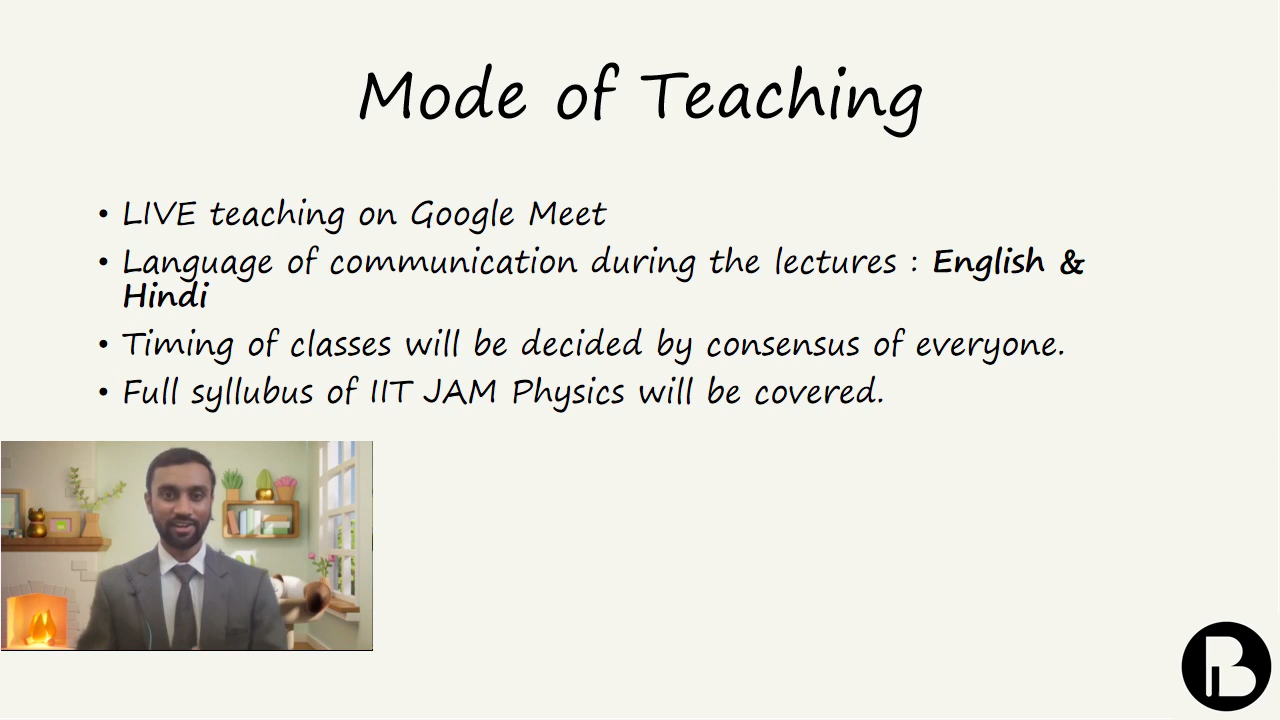 Mode of Teaching
• LIVE teaching on Google Meet
• Language of communication during the lectures : English &
Hindi
• Timing of classes will be decided by consensus of everyone.
• Full syllubus of IIT JAM Physics will be covered.
B